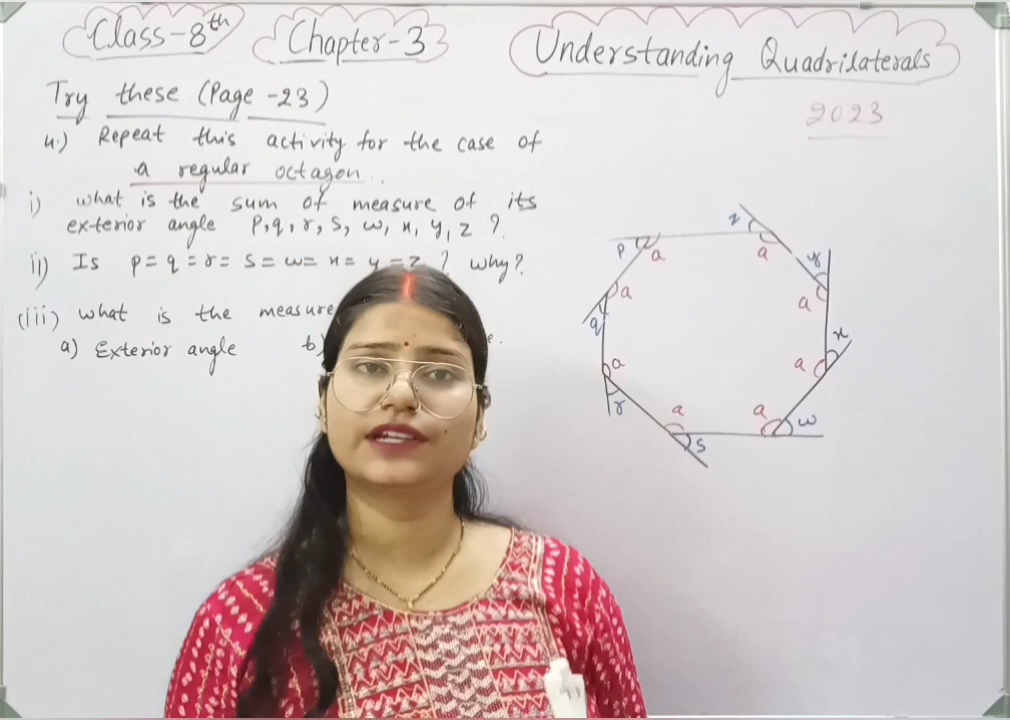 Class-8th Chapter-3 Understanding Quadrilaterals
2023
Try these (Page -23)
4.) Repeat this activity for the case of
a regular octagon..
i) what is the sum of measure of its
exterior angle P, q, r, s, w, x, y, z ?
ii) Is p= q = r= s = w= x= y =z ? why?
(iii) what is the measure
a) Exterior angle b)
z
p a a y
a a
q
a a x
r a a w
s